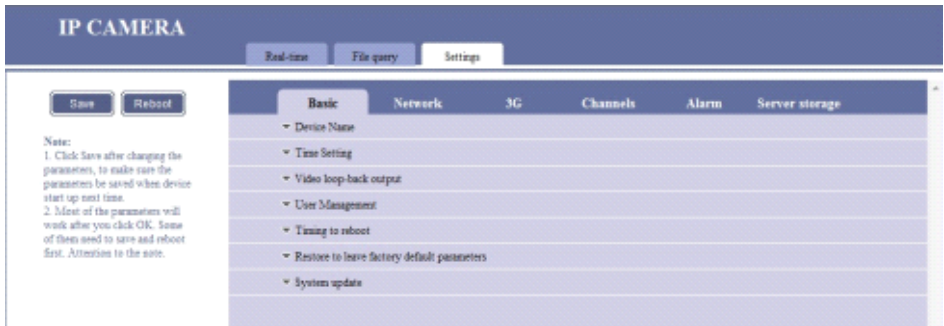 IP CAMERA
Real-time File query Settings
Save Reboot
Basic Network 3G Channels Alarm Server storage
Note:
1. Click Save after changing the
parameters, to make sure the
parameters be saved when device
start up next time.
2. Most of the parameters will
work after you click OK. Some
of them need to save and reboot
first. Attention to the note.
Device Name
Time Setting
Video loop-back output
User Management
Timing to reboot
Restore to leave factory default parameters
System update